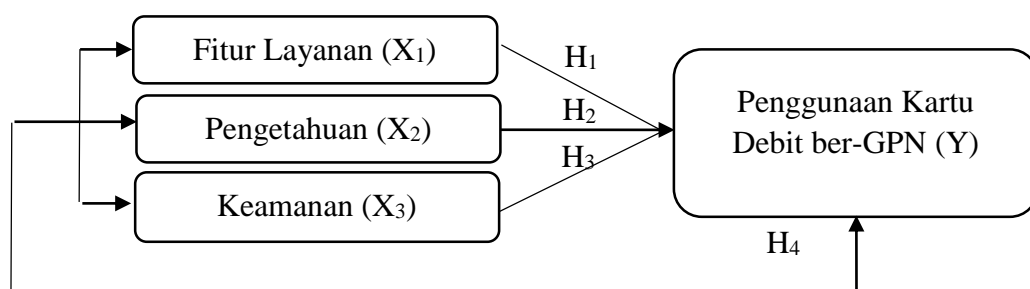 Fitur Layanan (X₁)
Pengetahuan (X₂)
Keamanan (X₃)
H₁
H₂
H₃
Penggunaan Kartu
Debit ber-GPN (Y)
H₄